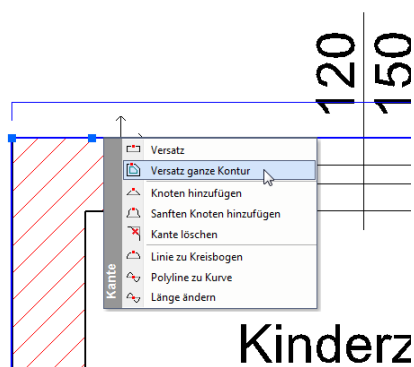 120
150
Kante
Versatz
Versatz ganze Kontur
Knoten hinzufügen
Sanften Knoten hinzufügen
Kante löschen
Linie zu Kreisbogen
Polyline zu Kurve
Länge ändern
Kinderz